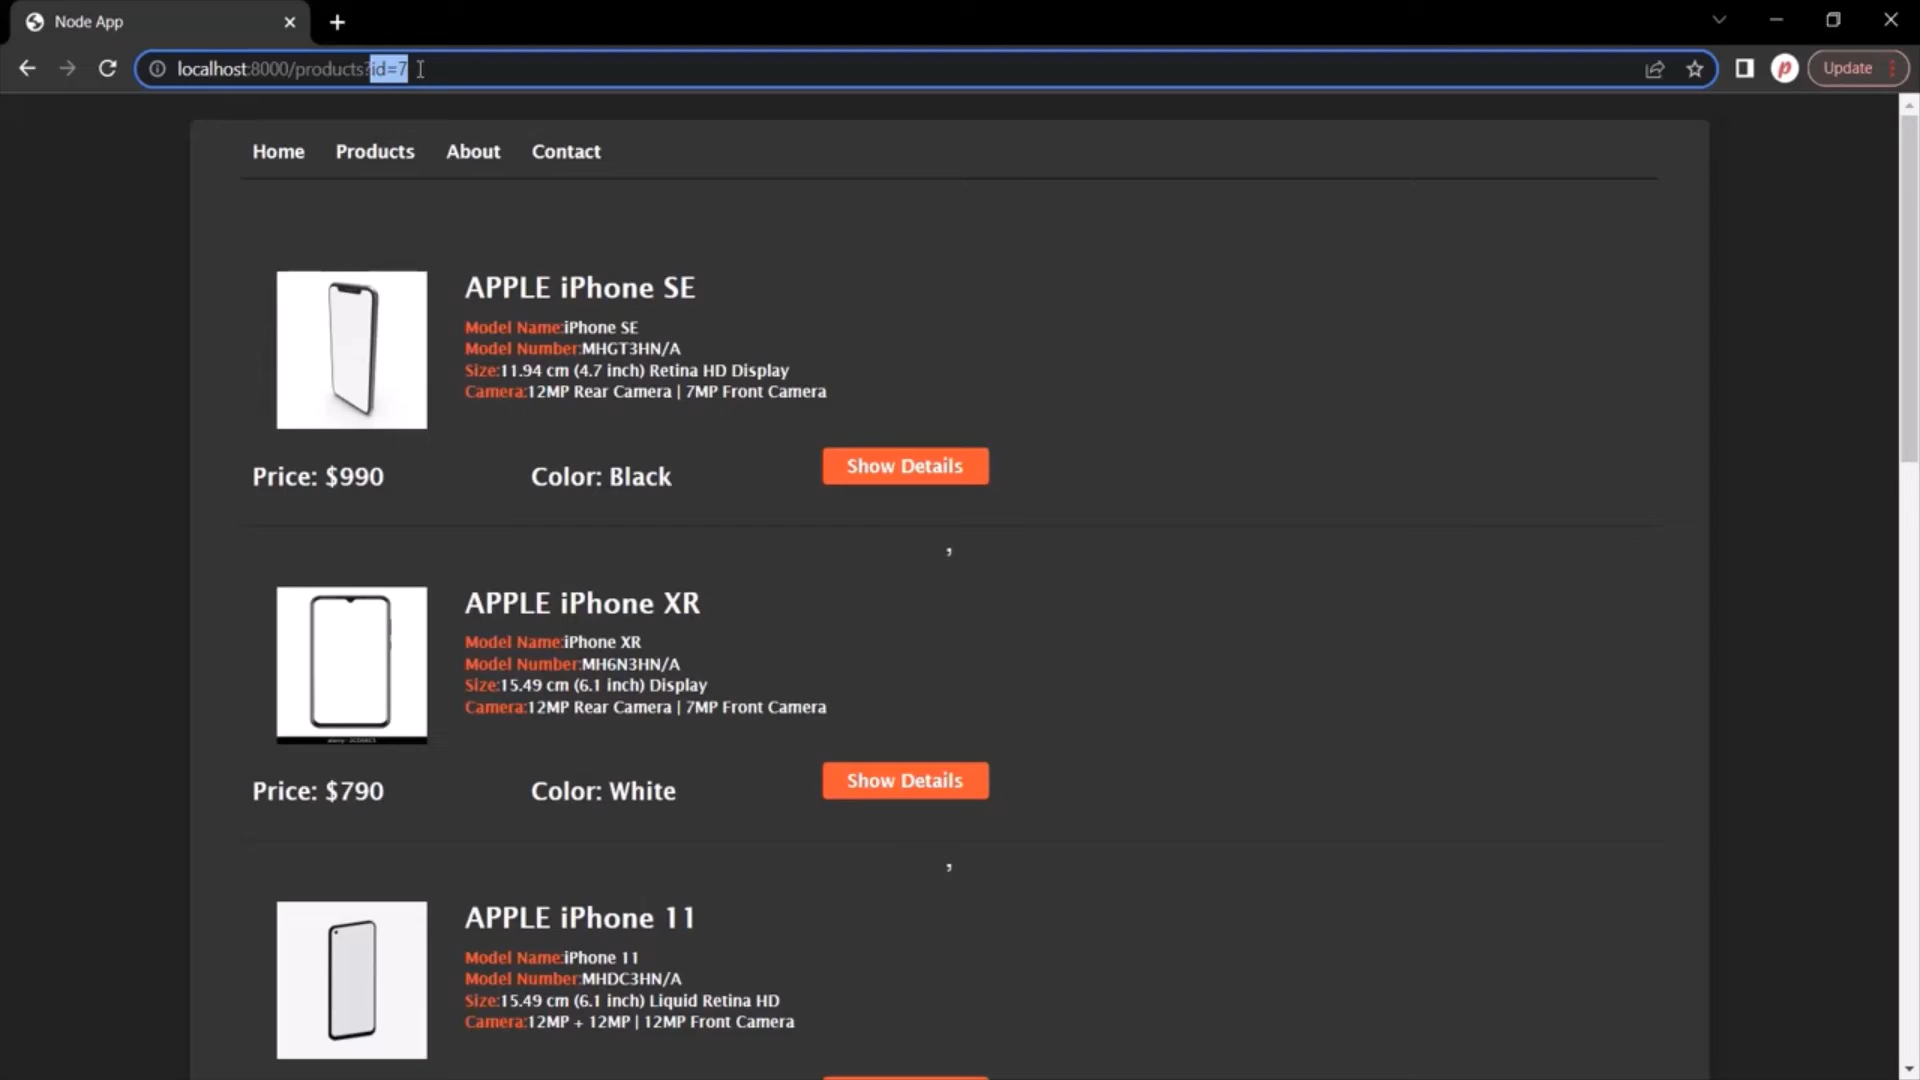 Node App
localhost:8000/products?id=7
Update
Home Products About Contact
APPLE iPhone SE
Model Name:iPhone SE
Model Number:MHGT3HN/A
Size:11.94 cm (4.7 inch) Retina HD Display
Camera:12MP Rear Camera | 7MP Front Camera
Price: $990 Color: Black Show Details
,
APPLE iPhone XR
Model Name:iPhone XR
Model Number:MH6N3HN/A
Size:15.49 cm (6.1 inch) Display
Camera:12MP Rear Camera | 7MP Front Camera
Price: $790 Color: White Show Details
,
APPLE iPhone 11
Model Name:iPhone 11
Model Number:MHDC3HN/A
Size:15.49 cm (6.1 inch) Liquid Retina HD
Camera:12MP + 12MP | 12MP Front Camera